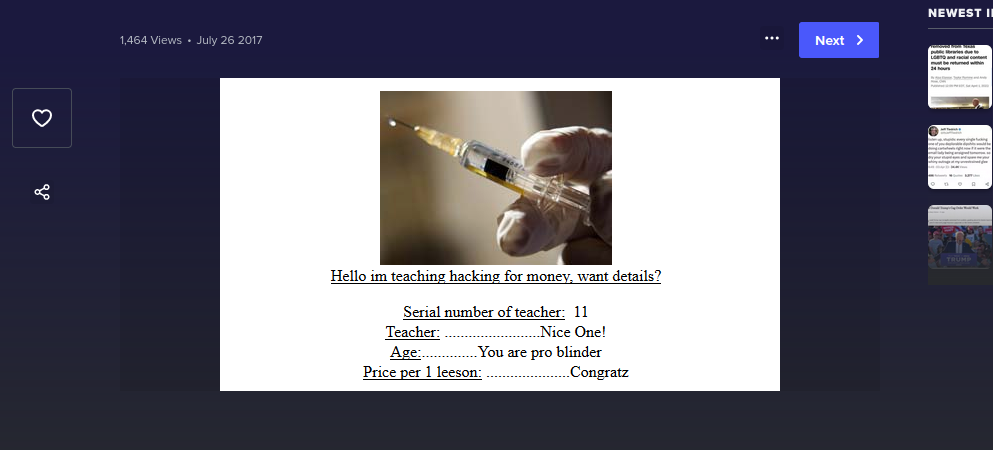 NEWEST I
1,464 Views • July 26 2017
Next
removed from Texas
public libraries due to
LGBTQ and racial content
must be returned within
24 hours
Hello im teaching hacking for money, want details?
Serial number of teacher: 11
Teacher: ........................Nice One!
Age:..............You are pro blinder
Price per 1 leeson: .....................Congratz
TRUMP